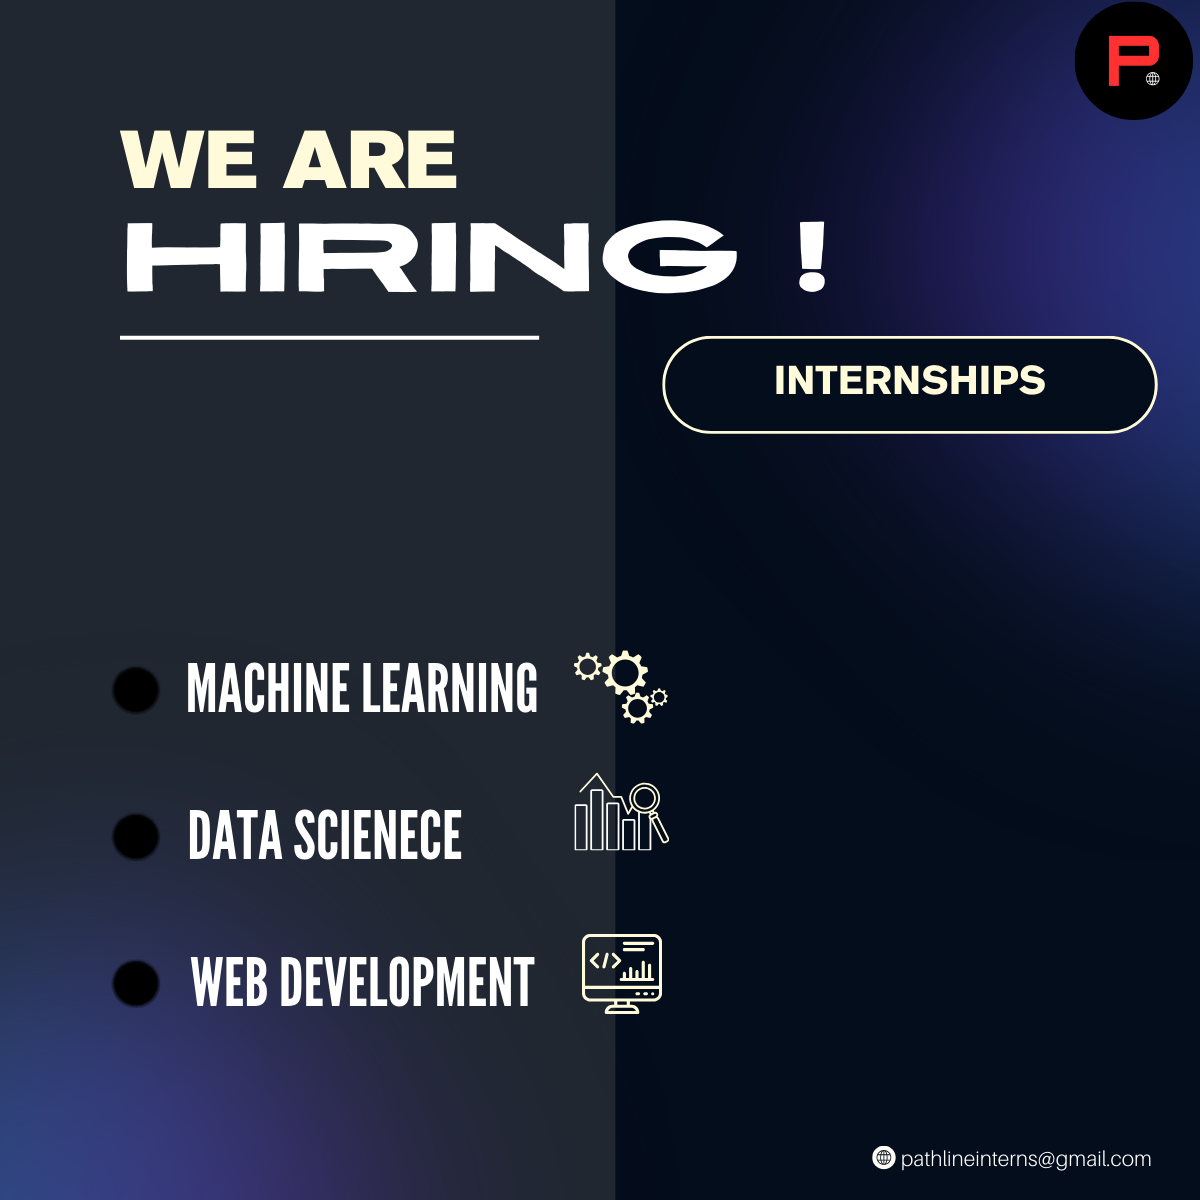 P
WE ARE
HIRING !
INTERNSHIPS
MACHINE LEARNING
DATA SCIENECE
</>
WEB DEVELOPMENT
pathlineinterns@gmail.com